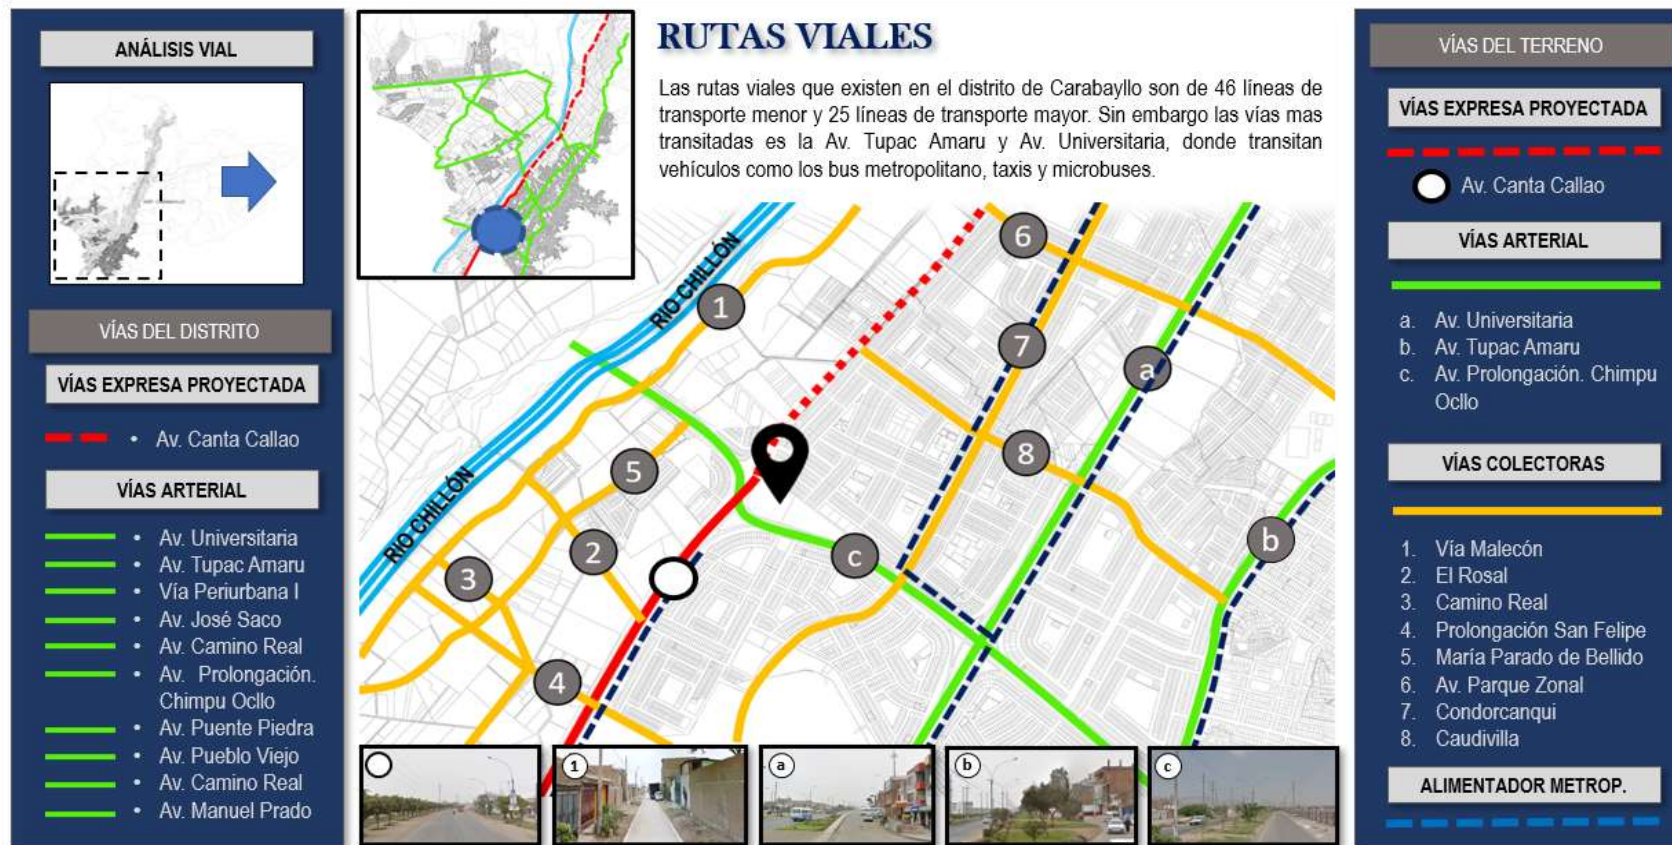 ANÁLISIS VIAL
VÍAS DEL DISTRITO
VÍAS EXPRESA PROYECTADA
• Av. Canta Callao
VÍAS ARTERIAL
• Av. Universitaria
• Av. Tupac Amaru
• Vía Periurbana I
• Av. José Saco
• Av. Camino Real
• Av. Prolongación.
Chimpu Ocllo
• Av. Puente Piedra
• Av. Pueblo Viejo
• Av. Camino Real
• Av. Manuel Prado
RUTAS VIALES
Las rutas viales que existen en el distrito de Carabayllo son de 46 líneas de
transporte menor y 25 líneas de transporte mayor. Sin embargo las vías mas
transitadas es la Av. Tupac Amaru y Av. Universitaria, donde transitan
vehículos como los bus metropolitano, taxis y microbuses.
RIO CHILLÓN
RIO CHILLÓN
6
1
7
a
5
8
2
c
b
3
4
1
a
b
c
VÍAS DEL TERRENO
VÍAS EXPRESA PROYECTADA
Av. Canta Callao
VÍAS ARTERIAL
a. Av. Universitaria
b. Av. Tupac Amaru
c. Av. Prolongación. Chimpu
Ocllo
VÍAS COLECTORAS
1. Vía Malecón
2. El Rosal
3. Camino Real
4. Prolongación San Felipe
5. María Parado de Bellido
6. Av. Parque Zonal
7. Condorcanqui
8. Caudivilla
ALIMENTADOR METROP.